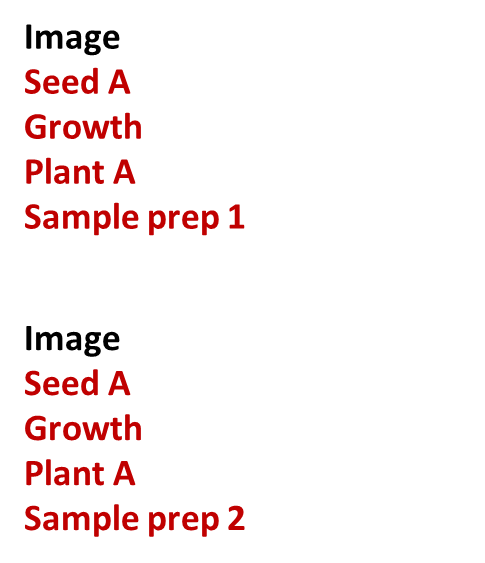 Image
Seed A
Growth
Plant A
Sample prep 1
Image
Seed A
Growth
Plant A
Sample prep 2